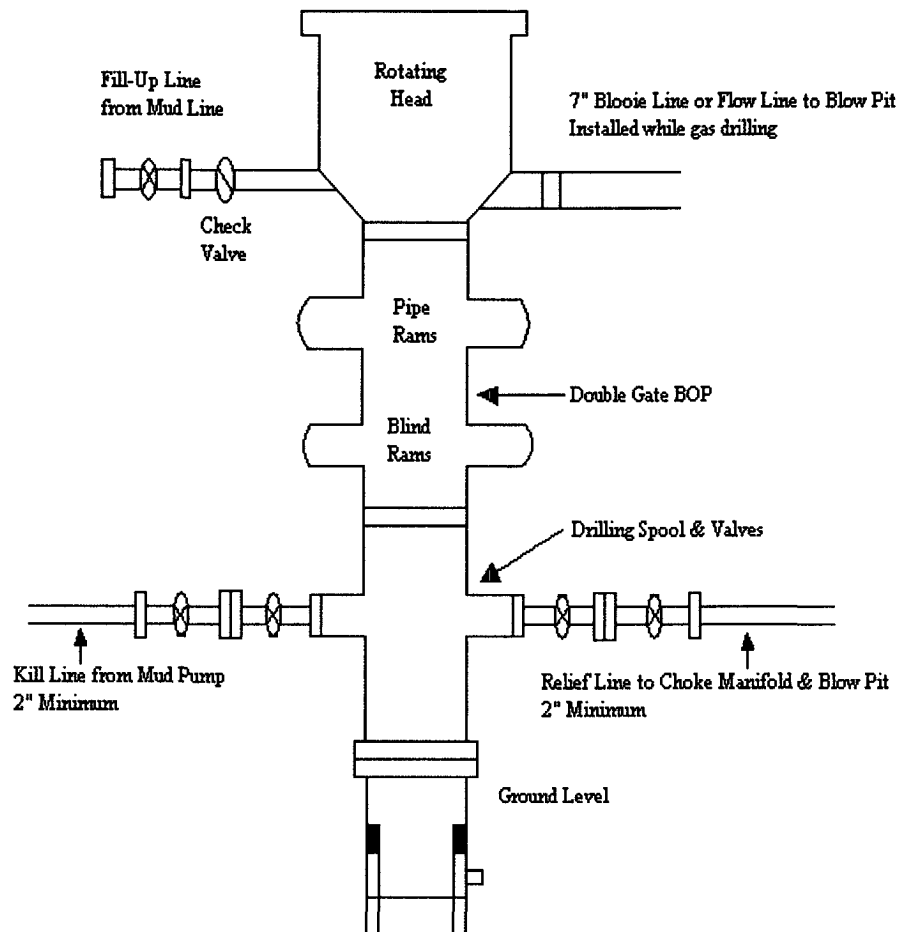 Rotating
Head
Fill-Up Line
from Mud Line
7" Blooie Line or Flow Line to Blow Pit
Installed while gas drilling
Check
Valve
Pipe
Rams
Double Gate BOP
Blind
Rams
Drilling Spool & Valves
Kill Line from Mud Pump
2" Minimum
Relief Line to Choke Manifold & Blow Pit
2" Minimum
Ground Level